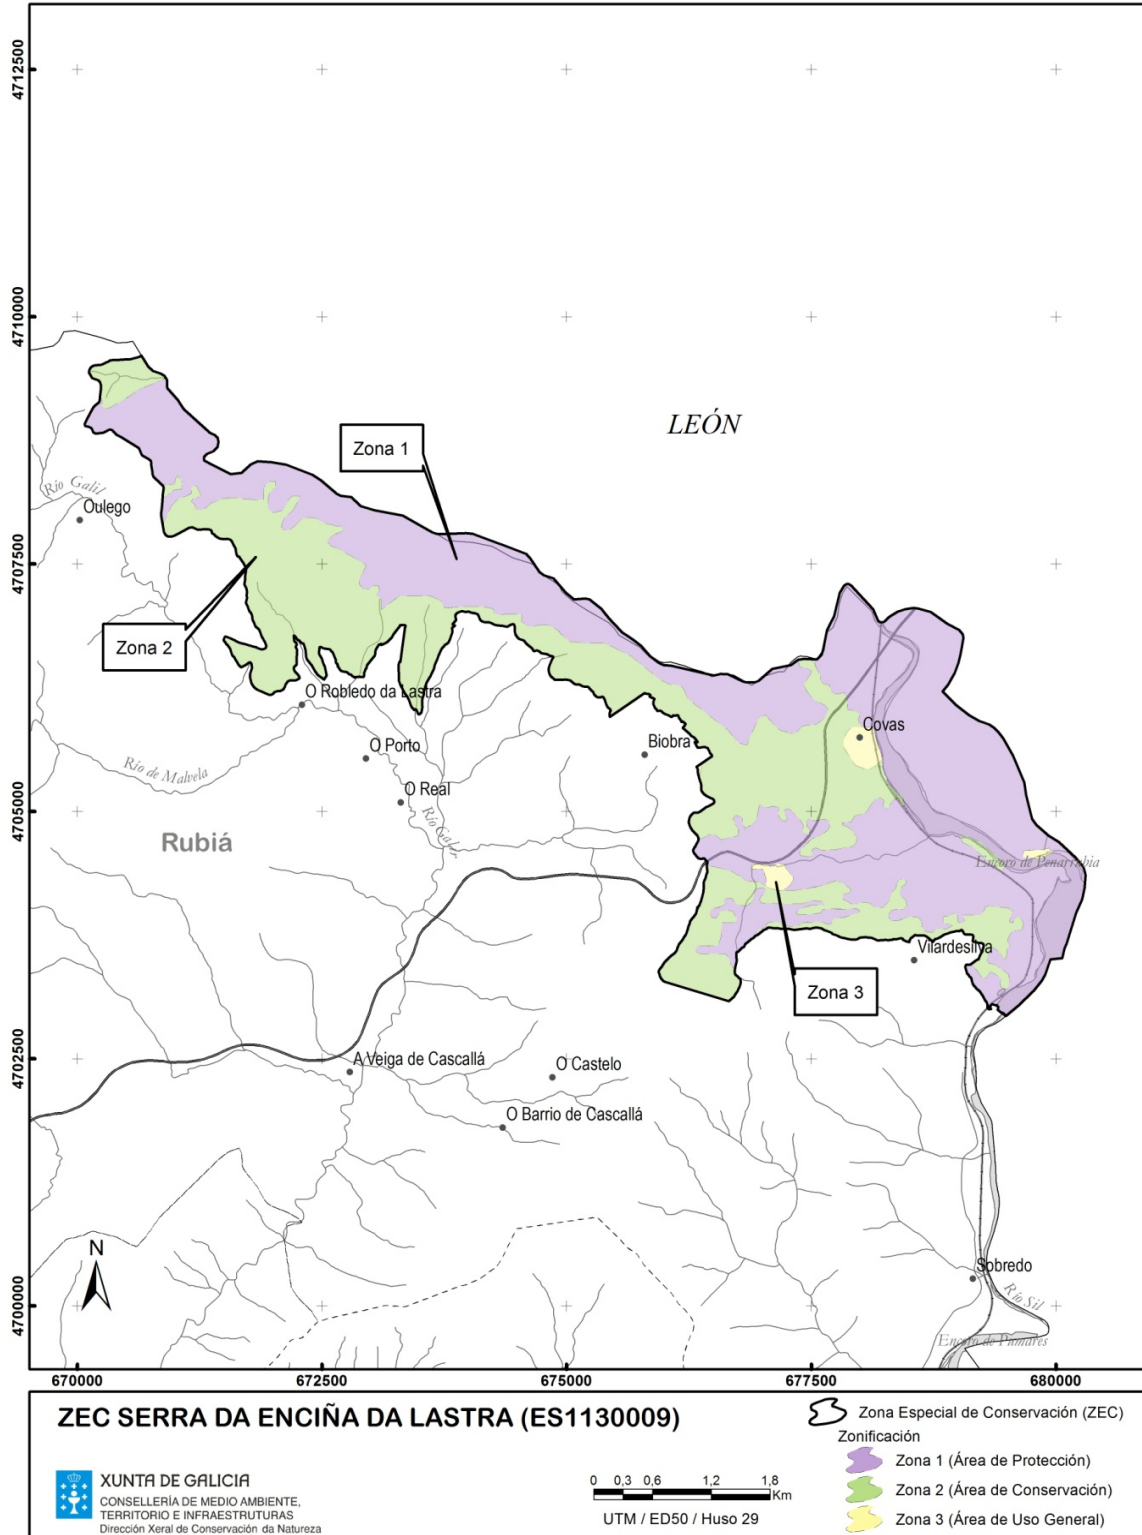 4712500
4710000
LEÓN
Zona 1
Río Galil
Oulego
4707500
Zona 2
O Robledo da Lastra
Covas
O Porto
Biobra
Río de Malvela
O Real
4705000
Río Galir
Rubiá
Encoro de Penarrubia
Vilardesilva
Zona 3
4702500
A Veiga de Cascallá
O Castelo
O Barrio de Cascallá
N
Sobredo
Río Sil
4700000
Encoro de Pumares
670000 672500 675000 677500 680000
ZEC SERRA DA ENCIÑA DA LASTRA (ES1130009)
XUNTA DE GALICIA
CONSELLERÍA DE MEDIO AMBIENTE,
TERRITORIO E INFRAESTRUTURAS
Dirección Xeral de Conservación da Natureza
0 0,3 0,6 1,2 1,8
Km
UTM / ED50 / Huso 29
Zona Especial de Conservación (ZEC)
Zonificación
Zona 1 (Área de Protección)
Zona 2 (Área de Conservación)
Zona 3 (Área de Uso General)